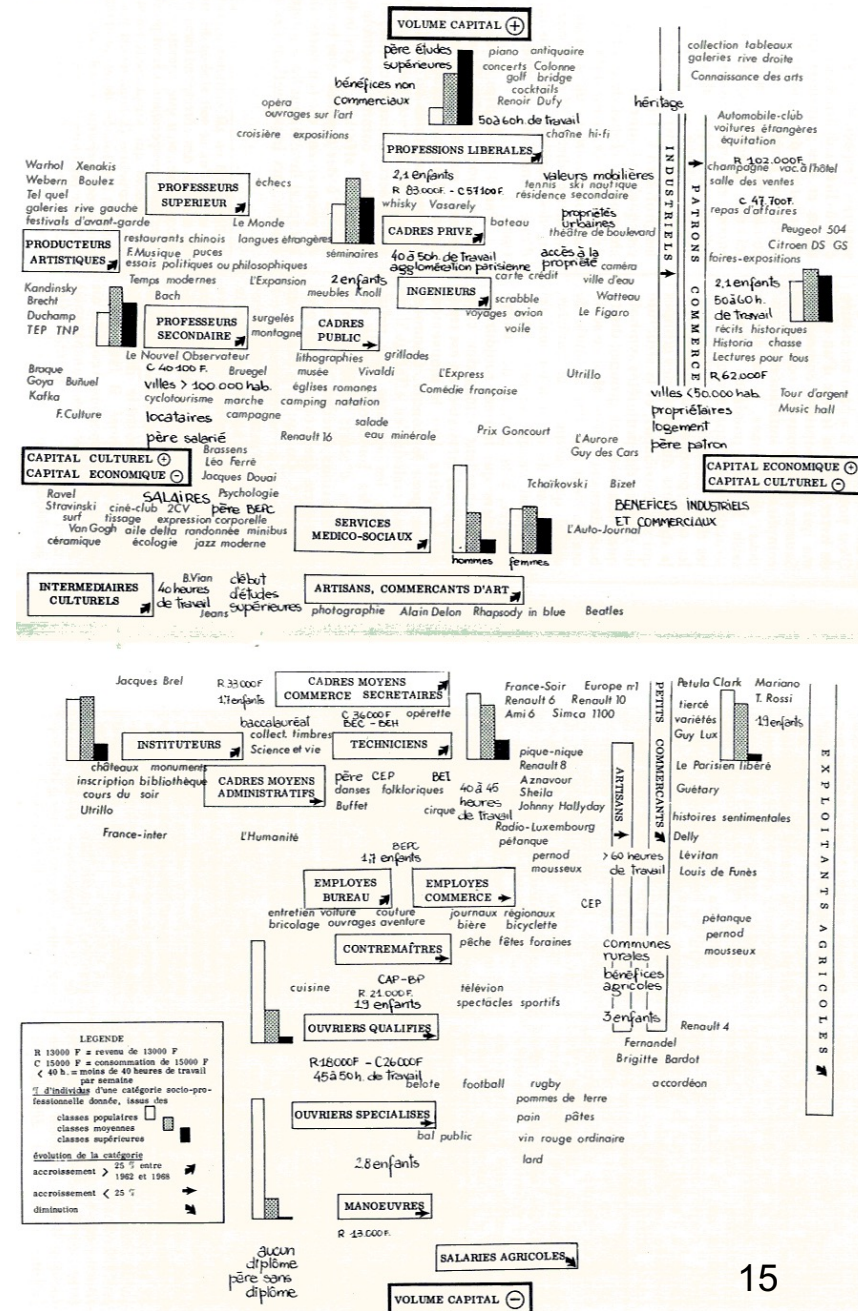 VOLUME CAPITAL +
père études
supérieures
piano antiquaire
concerts Colonne
golf bridge
cocktails
Renoir Dufy
collection tableaux
galeries rive droite
Connaissance des arts
bénéfices non
commerciaux
opéra
ouvrages sur l'art
croisière expositions
50 à 60 h. de travail
chaîne hi-fi
héritage
PROFESSIONS LIBERALES
INDUSTRIELS
PATRONS COMMERCE
Automobile-club
voitures étrangères
équitation
R 102.000F.
champagne vac. à l'hôtel
salle des ventes
C 47.700F.
repas d'affaires
Peugeot 504
Citroen DS GS
foires-expositions
Warhol Xenakis
Webern Boulez
Tel quel
galeries rive gauche
festivals d'avant-garde
PROFESSEURS
SUPERIEUR
échecs
Le Monde
2,1 enfants
R 83000F. - C 57100F.
whisky Vasarely
valeurs mobilières
tennis ski nautique
résidence secondaire
CADRES PRIVE
bateau
propriétés
urbaines
théâtre de boulevard
PRODUCTEURS
ARTISTIQUES
restaurants chinois langues étrangères
F. Musique puces
essais politiques ou philosophiques
séminaires
40 à 50h. de travail
agglomération parisienne
accès à la
propriété
caméra
carte crédit ville d'eau
Temps modernes L'Expansion
2 enfants
meubles Knoll
INGENIEURS
scrabble
Watteau
voyages avion
Le Figaro
voile
2,1 enfants
50 à 60 h.
de travail
récits historiques
Historia chasse
Lectures pour tous
R 62.000F
Kandinsky
Brecht
Duchamp
TEP TNP
Bach
PROFESSEURS
SECONDAIRE
surgelés
montagne
CADRES
PUBLIC
Le Nouvel Observateur
lithographies grillades
C 40-100 F. Bruegel musée Vivaldi L'Express
Utrillo
Braque
Goya Buñuel
Kafka
F. Culture
villes > 100.000 hab. églises romanes Comédie française
cyclotourisme marche camping natation
locataires campagne
père salarié
Renault 16
salade
eau minérale
Prix Goncourt
L'Aurore
Guy des Cars
villes < 50.000 hab.
propriétaires
logement
père patron
Tour d'argent
Music hall
CAPITAL CULTUREL +
CAPITAL ECONOMIQUE -
Brassens
Léo Ferré
Jacques Douai
CAPITAL ECONOMIQUE +
CAPITAL CULTUREL -
Tchaïkovski Bizet
BENEFICES INDUSTRIELS
ET COMMERCIAUX
Ravel SALAIRES Psychologie
Stravinski ciné-club 2CV père BEPC
surf tissage expression corporelle
Van Gogh aile delta randonnée minibus
céramique écologie jazz moderne
SERVICES
MEDICO-SOCIAUX
hommes femmes
L'Auto-Journal
INTERMEDIAIRES
CULTURELS
B. Vian
40 heures
de travail
Jeans
début
d'études
supérieures
ARTISANS, COMMERCANTS D'ART
photographie Alain Delon Rhapsody in blue Beatles
Jacques Brel
R 33000F
1,7 enfants
CADRES MOYENS
COMMERCE SECRETAIRES
C 36000F
BEC - BEH
opérette
baccalauréat
collect. timbres
Science et vie
INSTITUTEURS
TECHNICIENS
France-Soir Europe n°1
Renault 6 Renault 10
Ami 6 Simca 1100
PETITS COMMERCANTS
Petula Clark Mariano
tiercé T. Rossi
variétés
Guy Lux
1,9 enfants
EXPLOITANTS AGRICOLES
châteaux monuments
inscription bibliothèque
cours du soir
Utrillo
CADRES MOYENS
ADMINISTRATIFS
père CEP BEI
danses folkloriques
Buffet cirque
40 à 45
heures
de travail
pique-nique
Renault 8
Aznavour
Sheila
Johnny Hallyday
Radio-Luxembourg
pétanque
ARTISANS
Le Parisien libéré
Guétary
histoires sentimentales
Delly
Lévitan
Louis de Funès
France-inter
L'Humanité
BEPC
1,7 enfants
pernod
mousseux
> 60 heures
de travail
EMPLOYES
BUREAU
EMPLOYES
COMMERCE
CEP
entretien voiture couture
bricolage ouvrages aventure
journaux régionaux
bière bicyclette
pétanque
pernod
mousseux
CONTREMAÎTRES
pêche fêtes foraines
communes
rurales
bénéfices
agricoles
3 enfants
cuisine
CAP-BP
R 21000F.
1,9 enfants
télévion
spectacles sportifs
OUVRIERS QUALIFIES
Renault 4
Fernandel
Brigitte Bardot
R 18000F - C 26000F
45 à 50 h. de travail
belote football rugby accordéon
pommes de terre
OUVRIERS SPECIALISES
pain pâtes
bal public vin rouge ordinaire
lard
2,8 enfants
MANOEUVRES
R 13.000F.
SALARIES AGRICOLES
aucun
diplôme
père sans
diplôme
VOLUME CAPITAL -
LEGENDE
R 13000 F = revenu de 13000 F
C 15000 F = consommation de 15000 F
< 40 h. = moins de 40 heures de travail
par semaine
% d'individus d'une catégorie socio-pro-
fessionnelle donnée, issus des
classes populaires
classes moyennes
classes supérieures
évolution de la catégorie
accroissement > 25 % entre
1962 et 1968
accroissement < 25 %
diminution
15